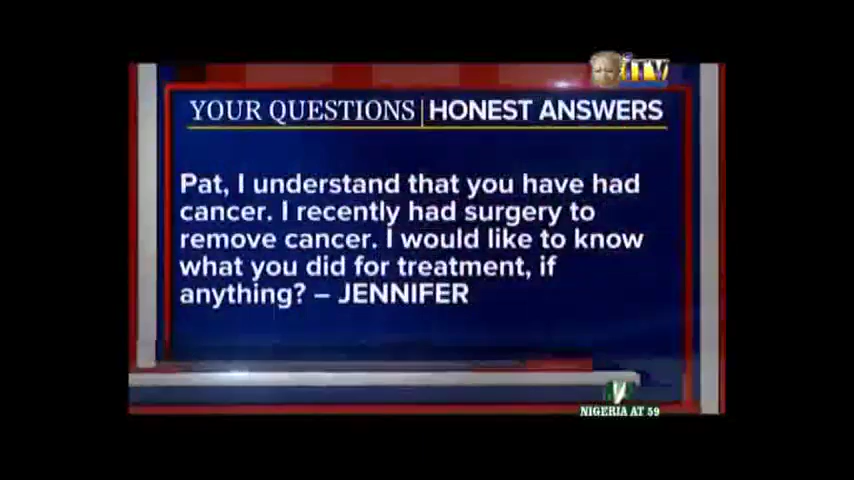 iTV
YOUR QUESTIONS | HONEST ANSWERS
Pat, I understand that you have had
cancer. I recently had surgery to
remove cancer. I would like to know
what you did for treatment, if
anything? – JENNIFER
NIGERIA AT 59